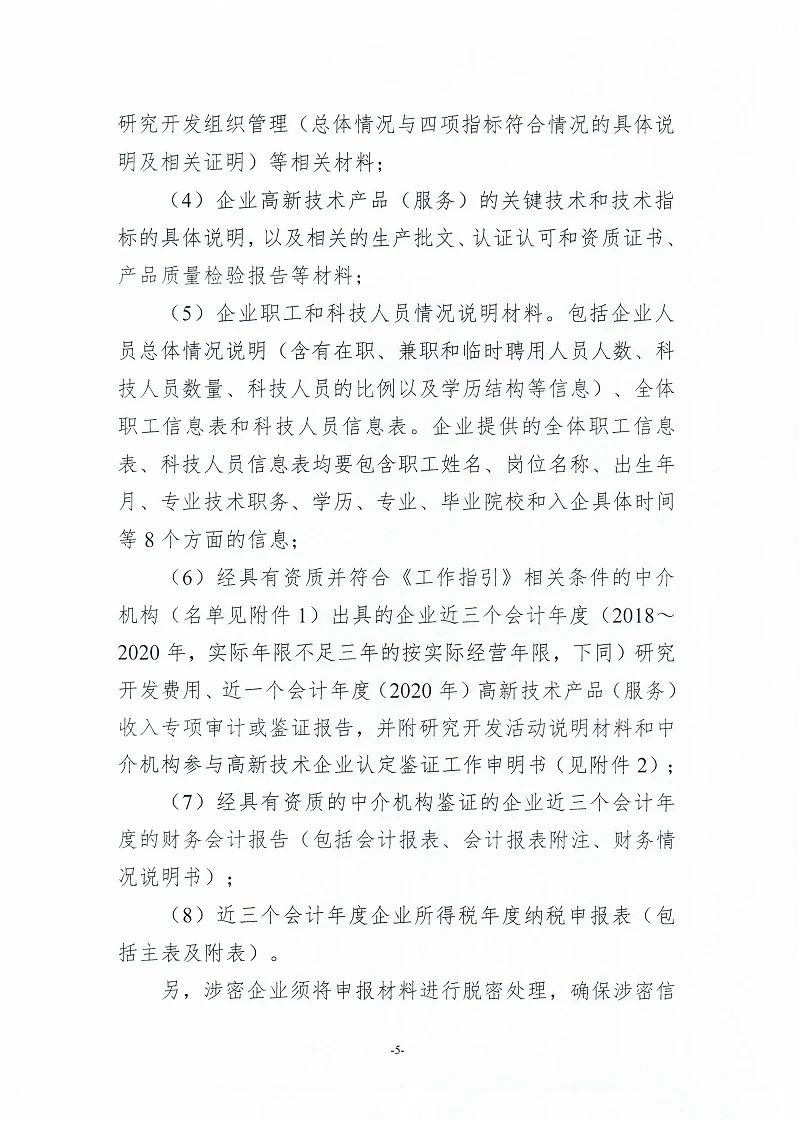 研究开发组织管理（总体情况与四项指标符合情况的具体说
明及相关证明）等相关材料；
（4）企业高新技术产品（服务）的关键技术和技术指
标的具体说明，以及相关的生产批文、认证认可和资质证书、
产品质量检验报告等材料；
（5）企业职工和科技人员情况说明材料。包括企业人
员总体情况说明（含有在职、兼职和临时聘用人员人数、科
技人员数量、科技人员的比例以及学历结构等信息）、全体
职工信息表和科技人员信息表。企业提供的全体职工信息
表、科技人员信息表均要包含职工姓名、岗位名称、出生年
月、专业技术职务、学历、专业、毕业院校和入企具体时间
等 8 个方面的信息；
（6）经具有资质并符合《工作指引》相关条件的中介
机构（名单见附件 1）出具的企业近三个会计年度（2018～
2020 年，实际年限不足三年的按实际经营年限，下同）研究
开发费用、近一个会计年度（2020 年）高新技术产品（服务）
收入专项审计或鉴证报告，并附研究开发活动说明材料和中
介机构参与高新技术企业认定鉴证工作申明书（见附件 2）；
（7）经具有资质的中介机构鉴证的企业近三个会计年
度的财务会计报告（包括会计报表、会计报表附注、财务情
况说明书）；
（8）近三个会计年度企业所得税年度纳税申报表（包
括主表及附表）。
另，涉密企业须将申报材料进行脱密处理，确保涉密信
-5-